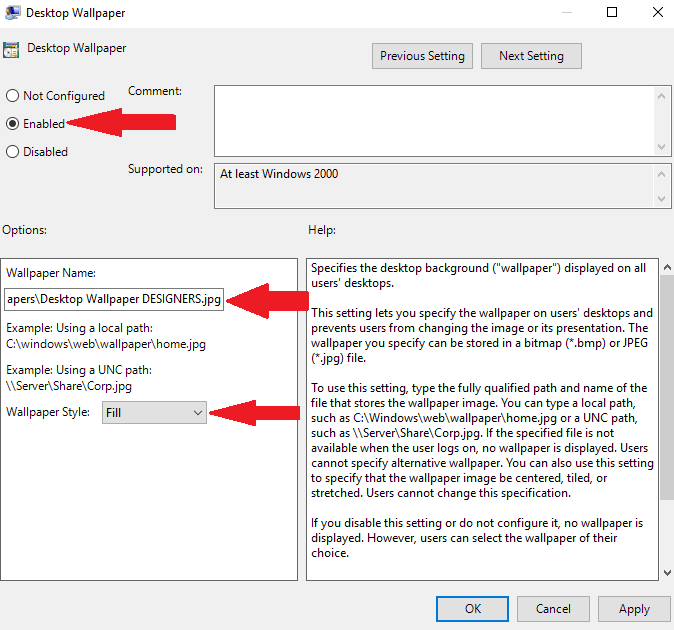 Desktop Wallpaper
Desktop Wallpaper
Previous Setting
Next Setting
Not Configured
Comment:
Enabled
Disabled
Supported on:
At least Windows 2000
Options:
Help:
Wallpaper Name:
apers\Desktop Wallpaper DESIGNERS.jpg
Example: Using a local path:
C:\windows\web\wallpaper\home.jpg
Example: Using a UNC path:
\\Server\Share\Corp.jpg
Wallpaper Style:
Fill
Specifies the desktop background ("wallpaper") displayed on all
users' desktops.
This setting lets you specify the wallpaper on users' desktops and
prevents users from changing the image or its presentation. The
wallpaper you specify can be stored in a bitmap (*.bmp) or JPEG
(*.jpg) file.
To use this setting, type the fully qualified path and name of the
file that stores the wallpaper image. You can type a local path,
such as C:\Windows\web\wallpaper\home.jpg or a UNC path,
such as \\Server\Share\Corp.jpg. If the specified file is not
available when the user logs on, no wallpaper is displayed. Users
cannot specify alternative wallpaper. You can also use this setting
to specify that the wallpaper image be centered, tiled, or
stretched. Users cannot change this specification.
If you disable this setting or do not configure it, no wallpaper is
displayed. However, users can select the wallpaper of their
choice.
OK
Cancel
Apply